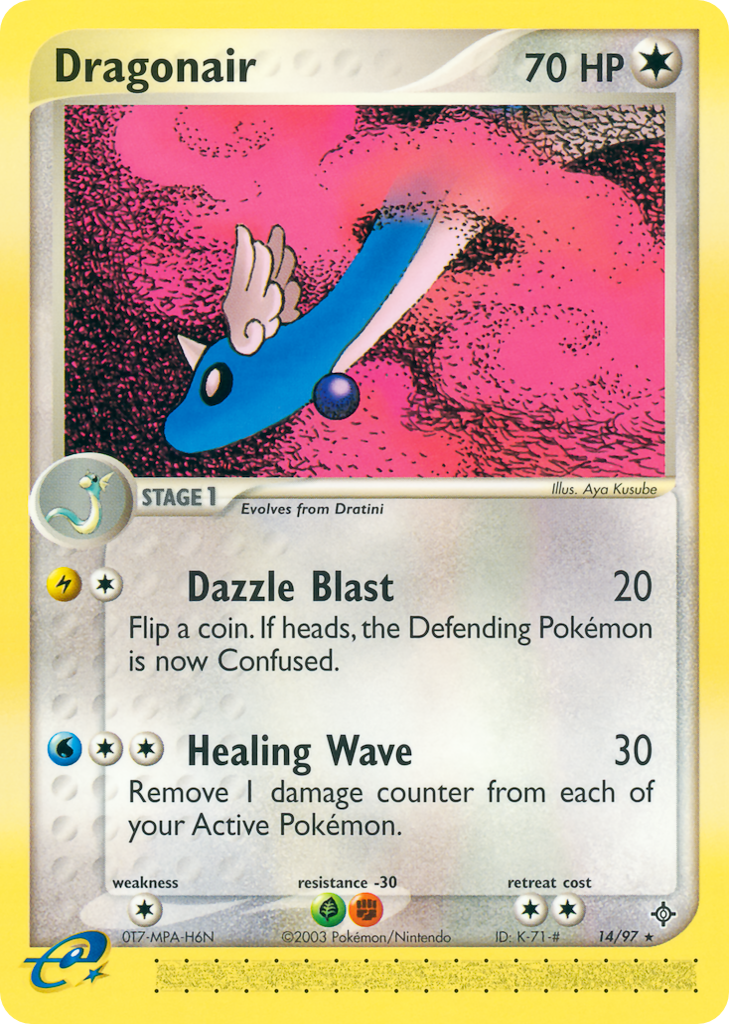 Dragonair 70 HP
Illus. Aya Kusube
STAGE 1
Evolves from Dratini
Dazzle Blast 20
Flip a coin. If heads, the Defending Pokémon
is now Confused.
Healing Wave 30
Remove 1 damage counter from each of
your Active Pokémon.
weakness resistance -30 retreat cost
0T7-MPA-H6N ©2003 Pokémon/Nintendo ID: K-71-# 14/97 ★
e